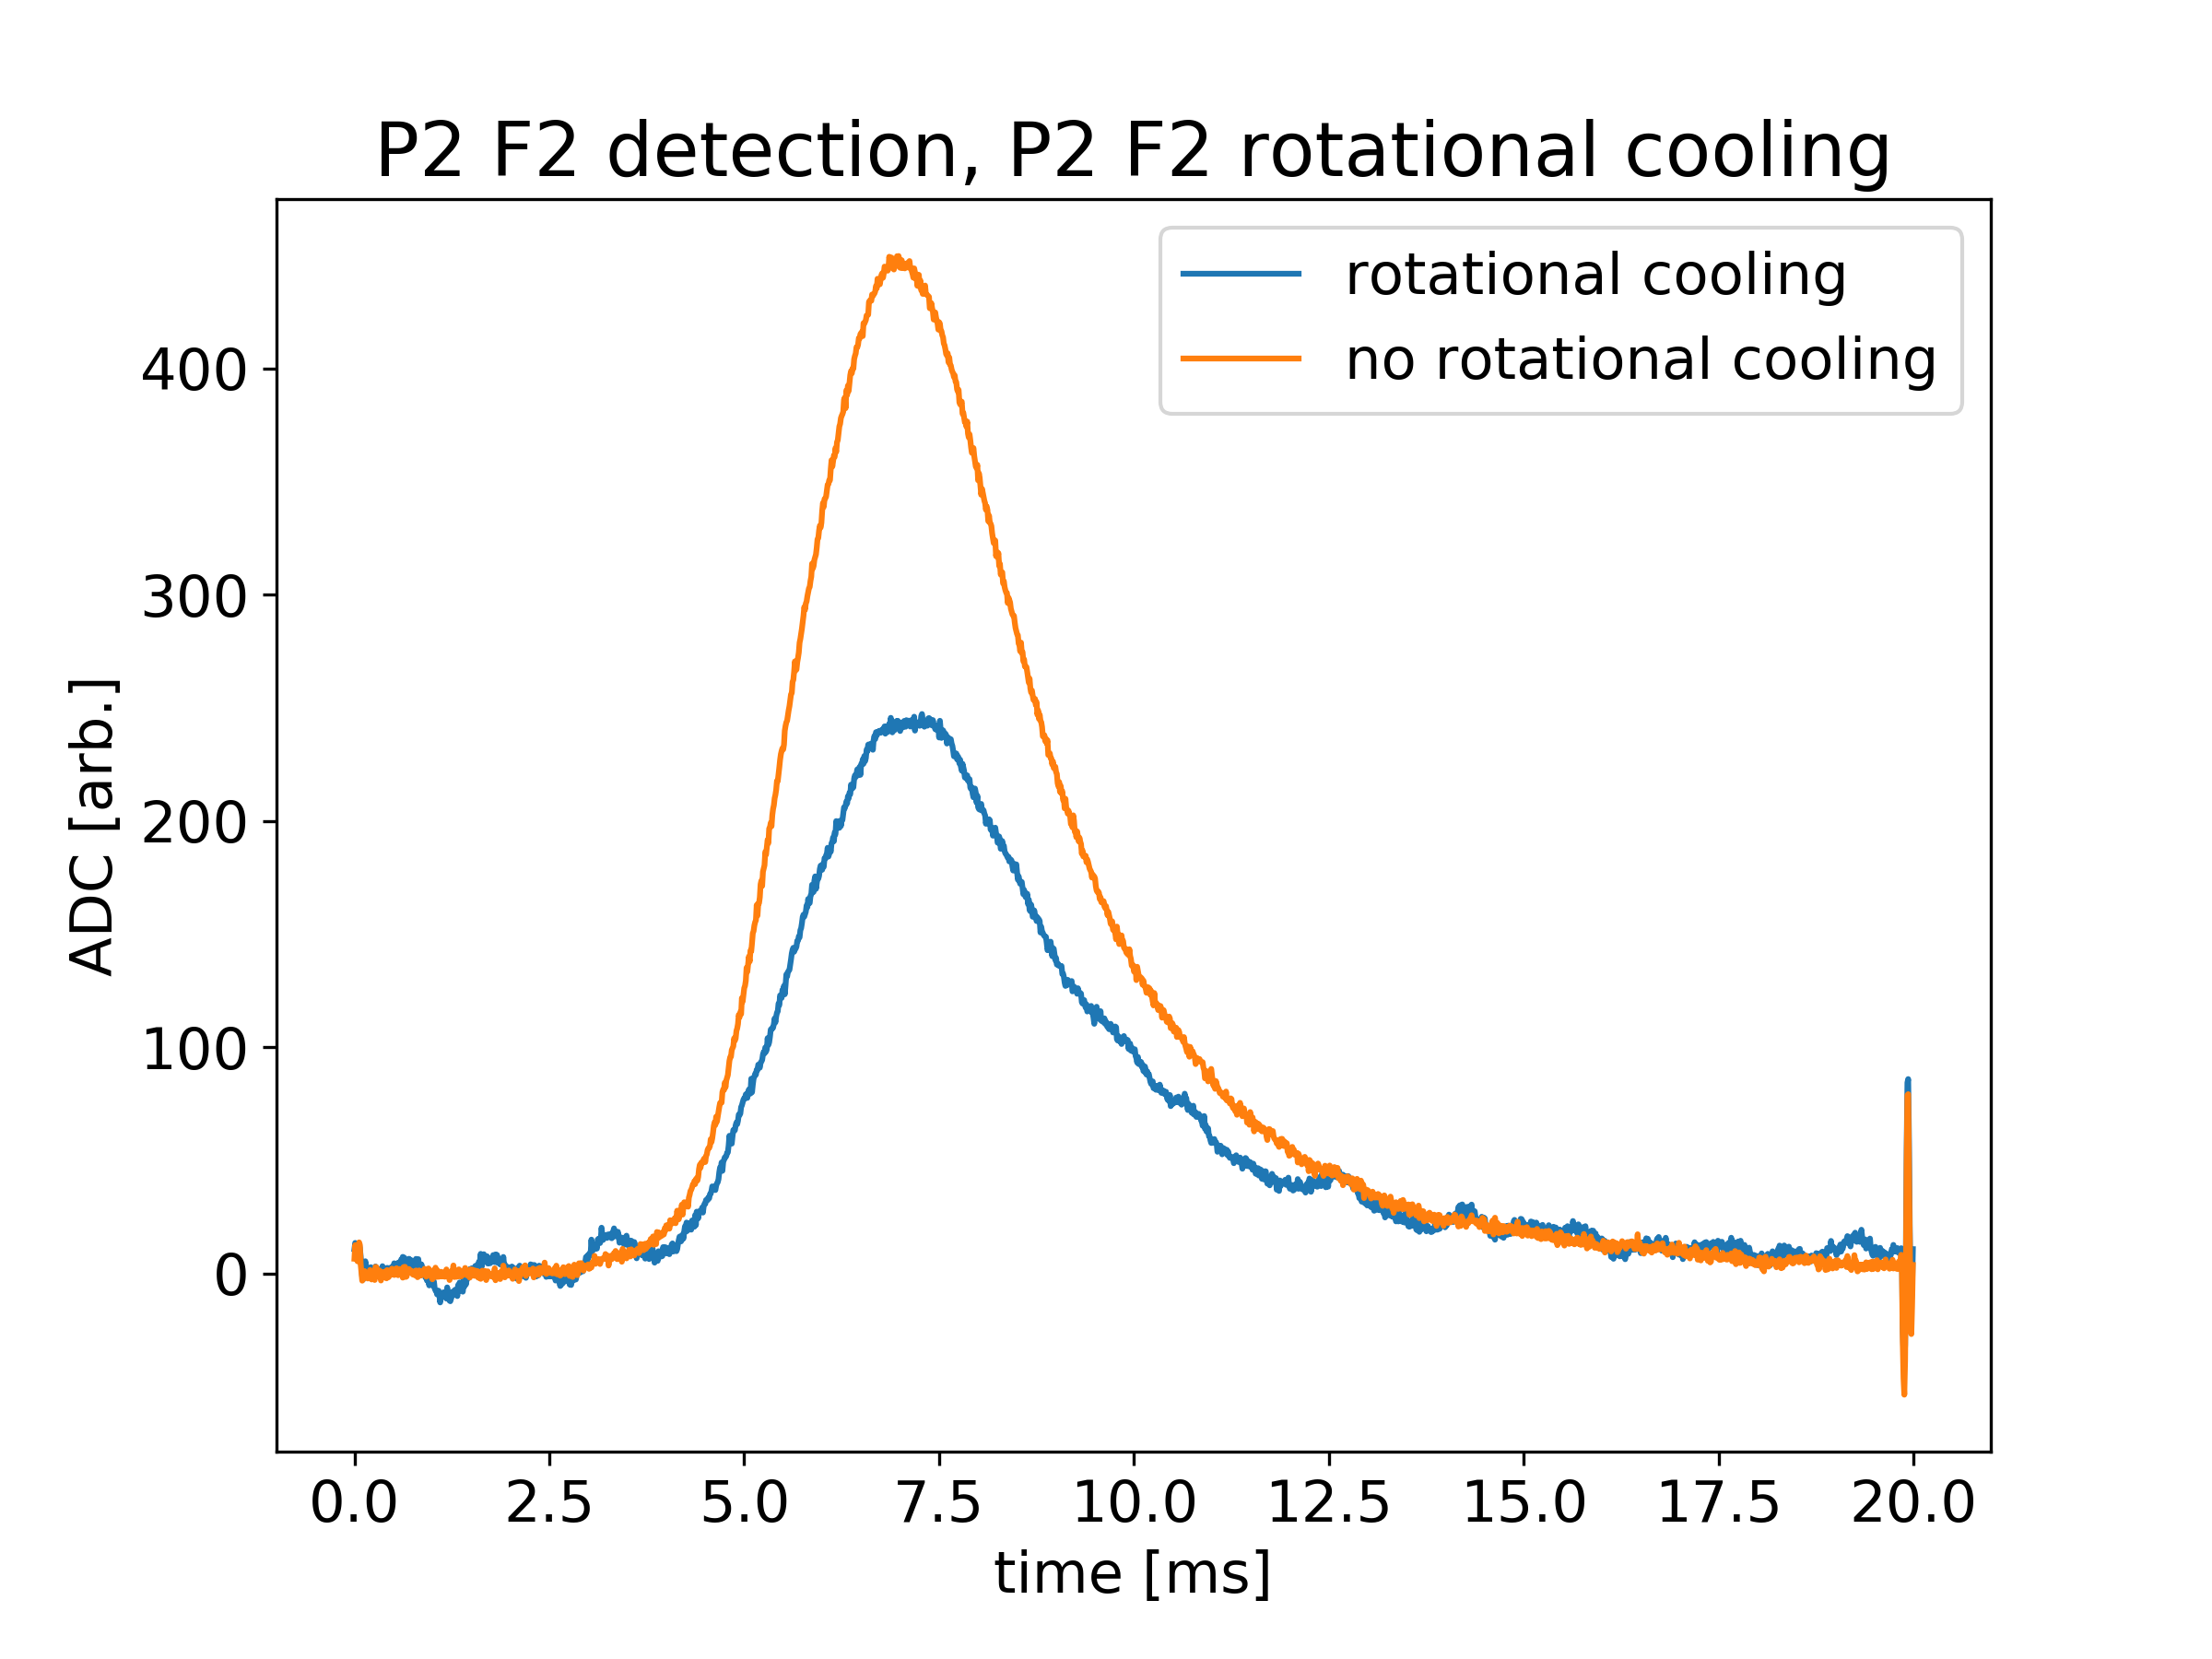 P2 F2 detection, P2 F2 rotational cooling
rotational cooling
no rotational cooling
400
300
200
100
0
ADC [arb.]
0.0 2.5 5.0 7.5 10.0 12.5 15.0 17.5 20.0
time [ms]